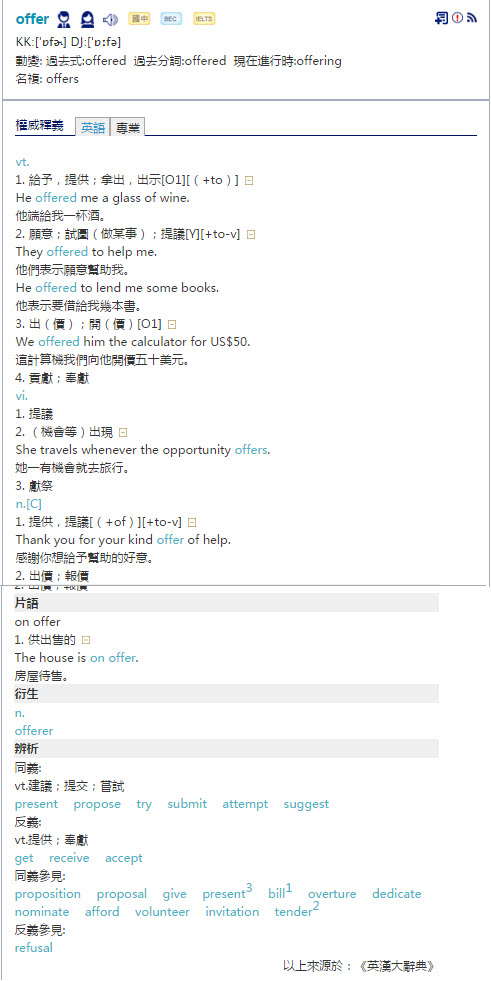 offer 國中 BEC IELTS
KK:[ˋɒfɚ] DJ:[ˈɒːfə]
動變: 過去式:offered 過去分詞:offered 現在進行時:offering
名複: offers
權威釋義 英語 專業
vt.
1. 給予，提供；拿出，出示[O1][（+to）]
He offered me a glass of wine.
他端給我一杯酒。
2. 願意；試圖（做某事）；提議[Y][+to-v]
They offered to help me.
他們表示願意幫助我。
He offered to lend me some books.
他表示要借給我幾本書。
3. 出（價）；開（價）[O1]
We offered him the calculator for US$50.
這計算機我們向他開價五十美元。
4. 貢獻；奉獻
vi.
1. 提議
2. （機會等）出現
She travels whenever the opportunity offers.
她一有機會就去旅行。
3. 獻祭
n.[C]
1. 提供，提議[（+of）][+to-v]
Thank you for your kind offer of help.
感謝你想給予幫助的好意。
2. 出價；報價
2. 出價；報價
片語
on offer
1. 供出售的
The house is on offer.
房屋待售。
衍生
n.
offerer
辨析
同義:
vt.建議；提交；嘗試
present propose try submit attempt suggest
反義:
vt.提供；奉獻
get receive accept
同義參見:
proposition proposal give present3 bill1 overture dedicate
nominate afford volunteer invitation tender2
反義參見:
refusal
以上來源於：《英漢大辭典》